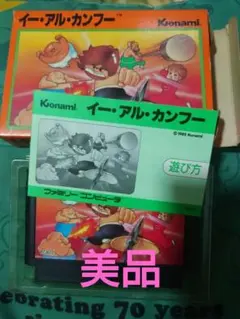 イー・アル・カンフー™
Konami
Konami イー・アル・カンフー
©1985 Konami
遊び方
ファミリーコンピュータ
美品
ebrating 70 years